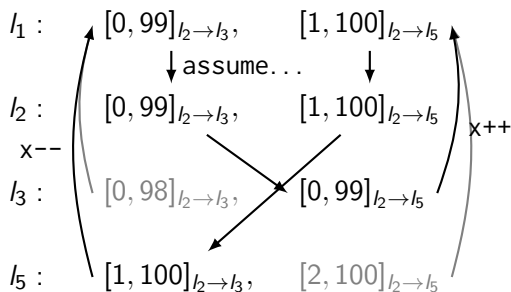 l₁ : [0, 99]l₂→l₃, [1, 100]l₂→l₅
assume...
l₂ : [0, 99]l₂→l₃, [1, 100]l₂→l₅
x-- x++
l₃ : [0, 98]l₂→l₃, [0, 99]l₂→l₅
l₅ : [1, 100]l₂→l₃, [2, 100]l₂→l₅